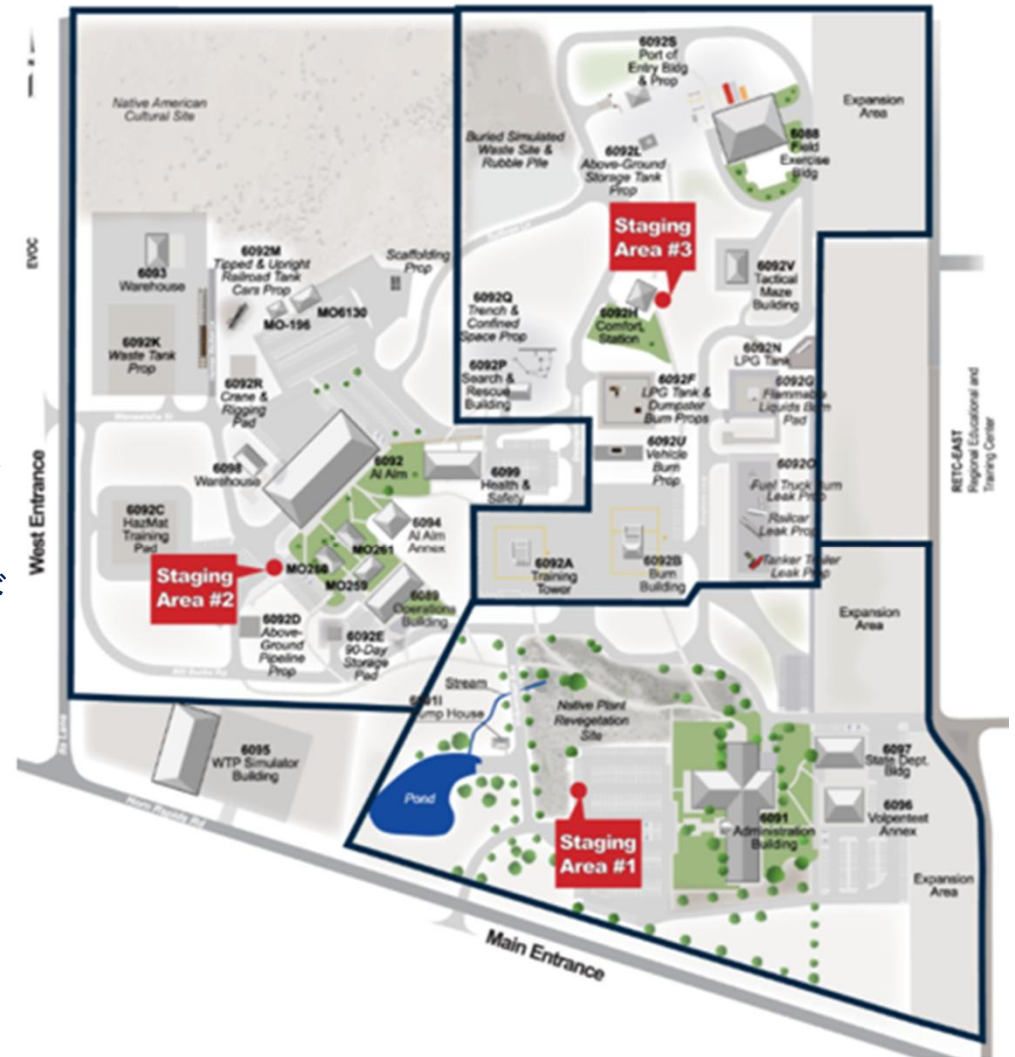 Native American
Cultural Site
Buried Simulated
Waste Site &
Rubble Pile
6092S
Port of
Entry Bldg
& Prop
6092L
Above-Ground
Storage Tank
Prop
6088
Field
Exercise
Bldg
Expansion
Area
Staging
Area #3
EVOC
6093
Warehouse
6092M
Tipped & Upright
Railroad Tank
Cars Prop
Scaffolding
Prop
MO-196
MO6130
6092K
Waste Tank
Prop
6092R
Crane &
Rigging
Pad
6092Q
Trench &
Confined
Space Prop
6092P
Search &
Rescue
Building
6092H
Comfort
Station
6092V
Tactical
Maze
Building
6092N
LPG Tank
6092F
LPG Tank &
Dumpster
Burn Props
6092G
Flammable
Liquids Burn
Pad
6092U
Vehicle
Burn
Prop
RETC-EAST
Regional Educational and
Training Center
West Entrance
6098
Warehouse
6092
Al Alm
6099
Health &
Safety
6092C
HazMat
Training
Pad
6094
Al Alm
Annex
MO261
MO259
6092O
Fuel Truck
Leak Prop
Railcar
Leak Prop
Tanker
Leak Prop
Staging
Area #2
6092A
Training
Tower
6092B
Burn
Building
6089
Operations
Building
6092D
Above-
Ground
Pipeline
Prop
6092E
90-Day
Storage
Pad
Expansion
Area
Stream
House
Native Plant
Revegetation
Site
6095
WTP Simulator
Building
Horn Rapids Rd
Pond
6097
State Dept.
Bldg
6096
Volpentest
Annex
6091
Administration
Building
Staging
Area #1
Expansion
Area
Main Entrance